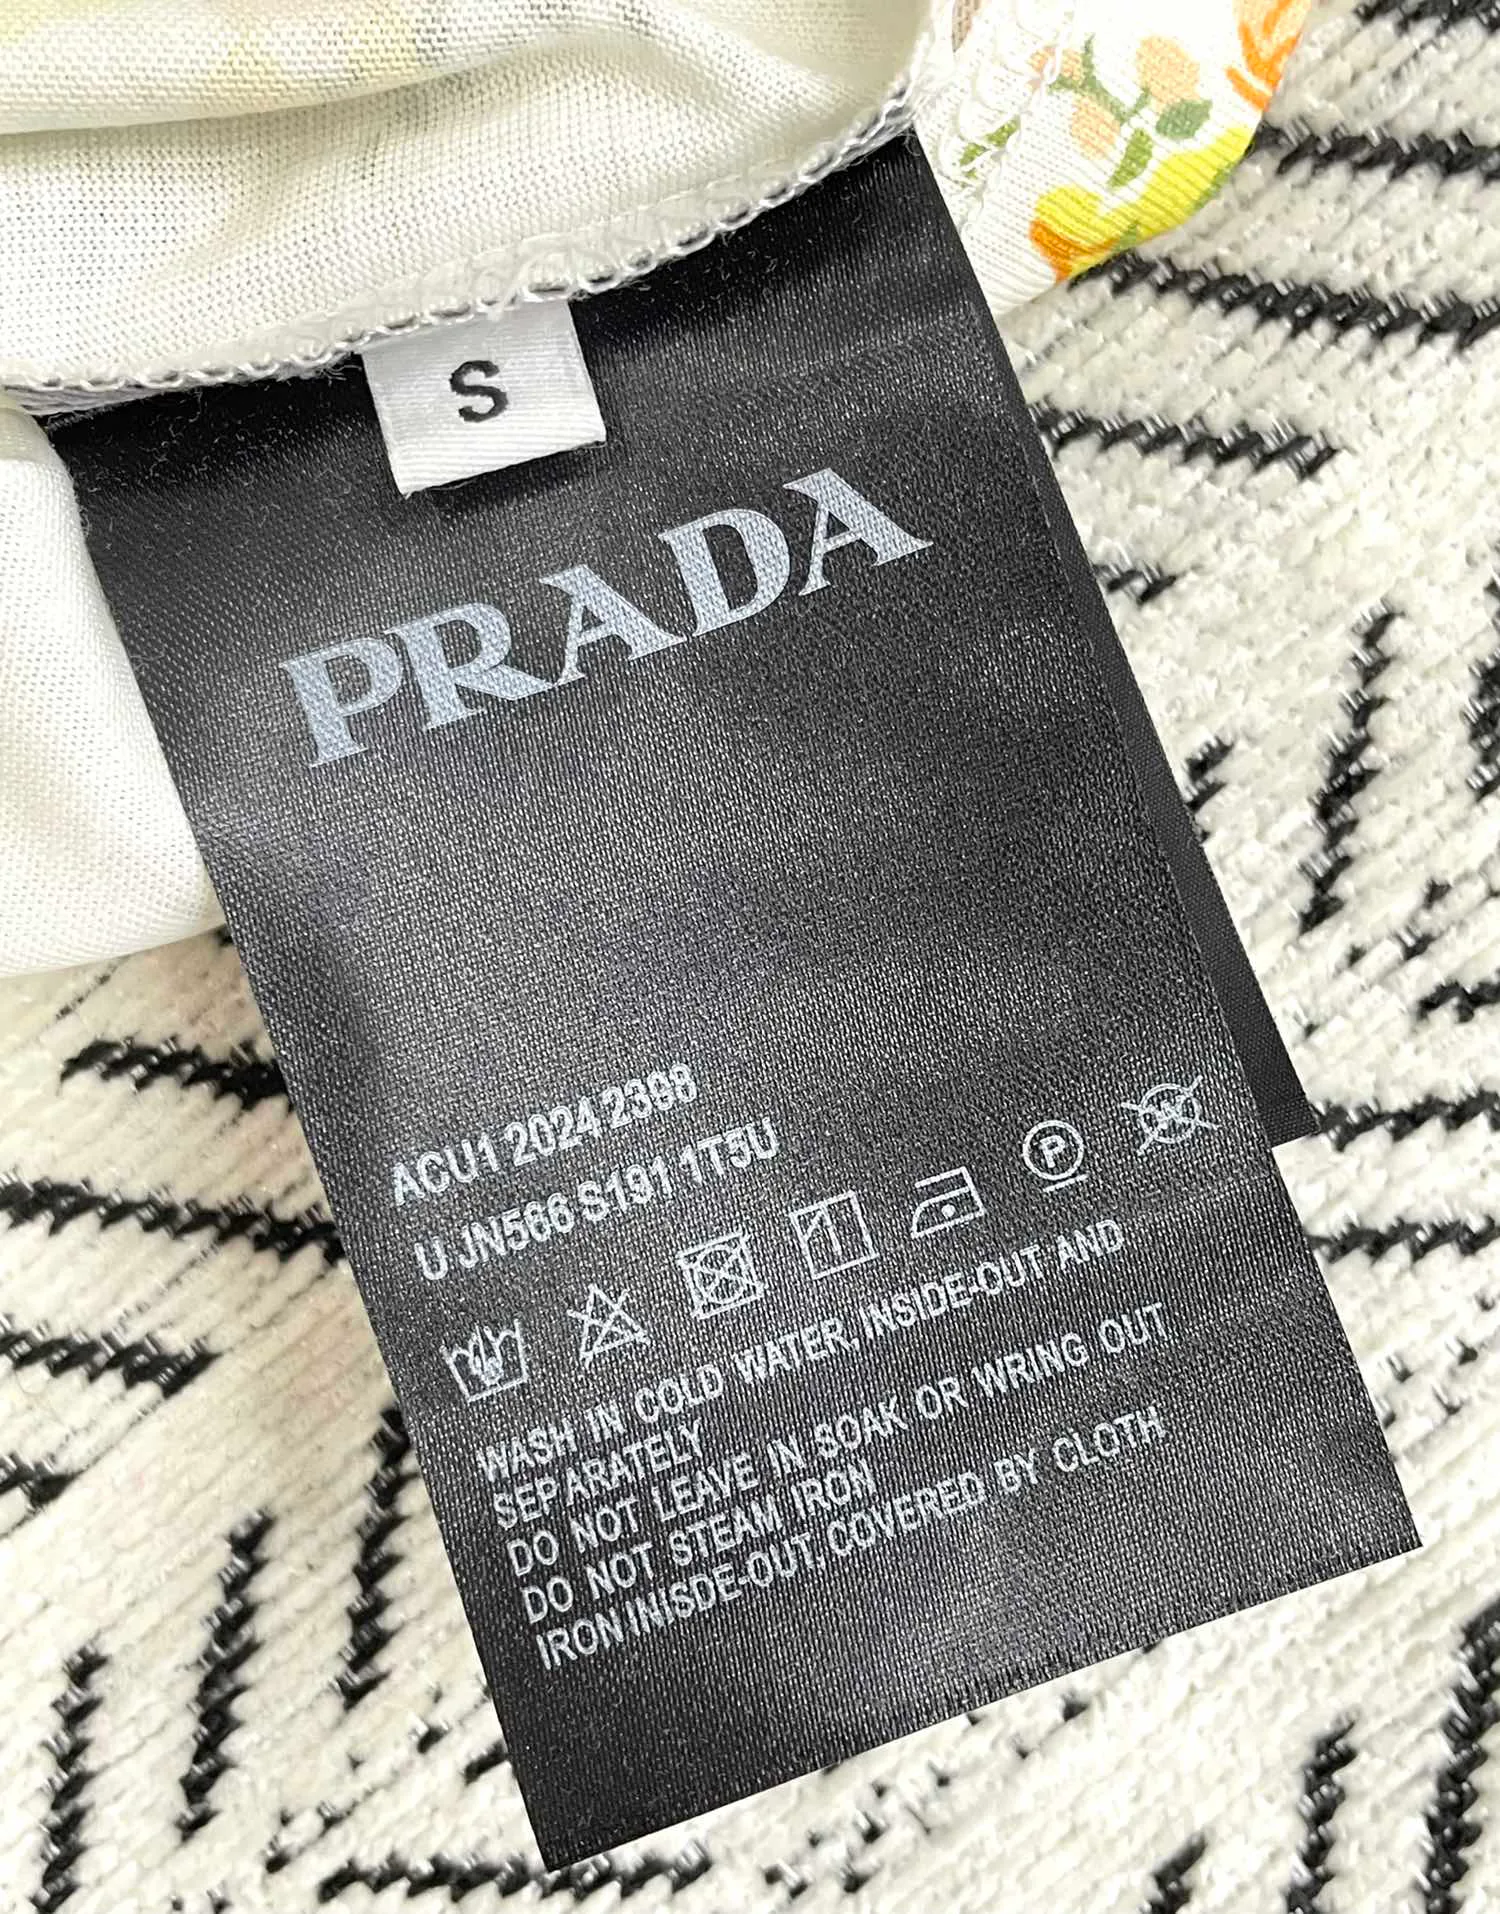 S
PRADA
ACU1 2024 2398
U JN566 S191 1T5U
P
WASH IN COLD WATER, INSIDE-OUT AND
SEPARATELY
DO NOT LEAVE IN SOAK OR WRING OUT
DO NOT STEAM IRON
IRON INISDE-OUT, COVERED BY CLOTH